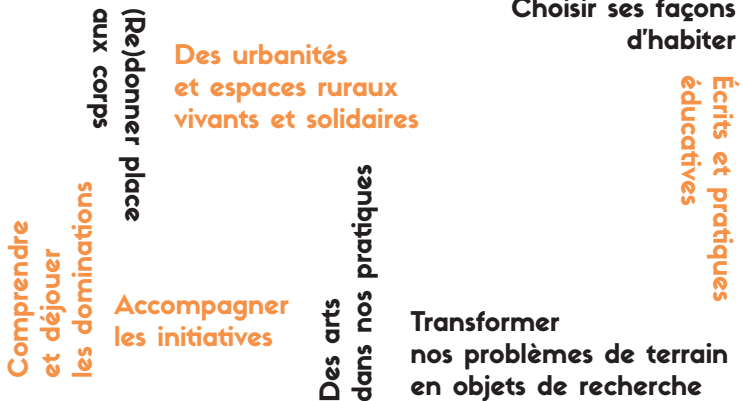 Choisir ses façons
d'habiter
(Re)donner place
aux corps
Des urbanités
et espaces ruraux
vivants et solidaires
Écrits et pratiques
éducatives
Comprendre
et déjouer
les dominations
Accompagner
les initiatives
Des arts
dans nos pratiques
Transformer
nos problèmes de terrain
en objets de recherche